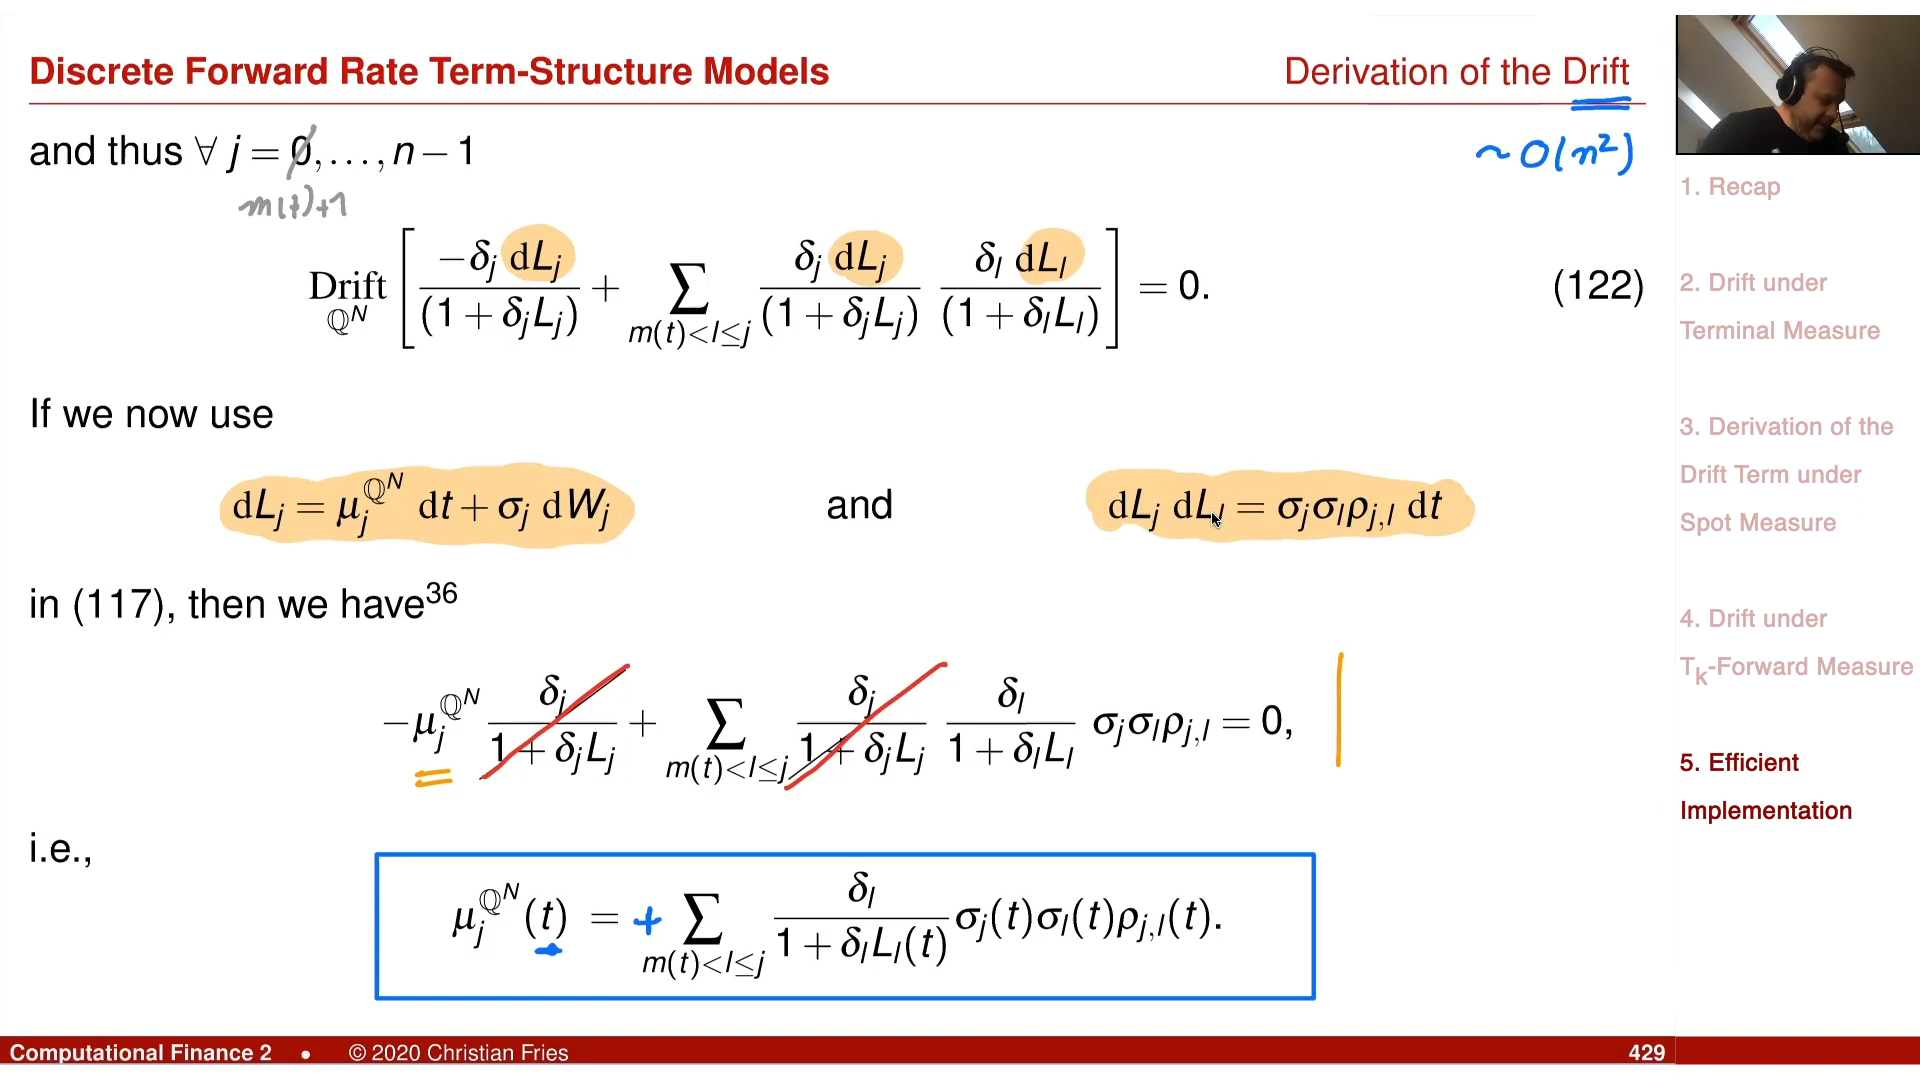 Discrete Forward Rate Term-Structure Models
Derivation of the Drift
and thus ∀ j = 0, …, n − 1
~ O(n²)
m(t)+1
Drift_{ℚ^N} [ −δ_j dL_j / (1 + δ_j L_j) + ∑_{m(t)<l≤j} δ_j dL_j / (1 + δ_j L_j) δ_l dL_l / (1 + δ_l L_l) ] = 0. (122)
If we now use
dL_j = μ_j^{ℚ^N} dt + σ_j dW_j and dL_j dL_l = σ_j σ_l ρ_{j,l} dt
in (117), then we have³⁶
−μ_j^{ℚ^N} δ_j / (1 + δ_j L_j) + ∑_{m(t)<l≤j} δ_j / (1 + δ_j L_j) δ_l / (1 + δ_l L_l) σ_j σ_l ρ_{j,l} = 0,
i.e.,
μ_j^{ℚ^N}(t) = + ∑_{m(t)<l≤j} δ_l / (1 + δ_l L_l(t)) σ_j(t)σ_l(t)ρ_{j,l}(t).
1. Recap
2. Drift under
Terminal Measure
3. Derivation of the
Drift Term under
Spot Measure
4. Drift under
T_k-Forward Measure
5. Efficient
Implementation
Computational Finance 2 • © 2020 Christian Fries
429